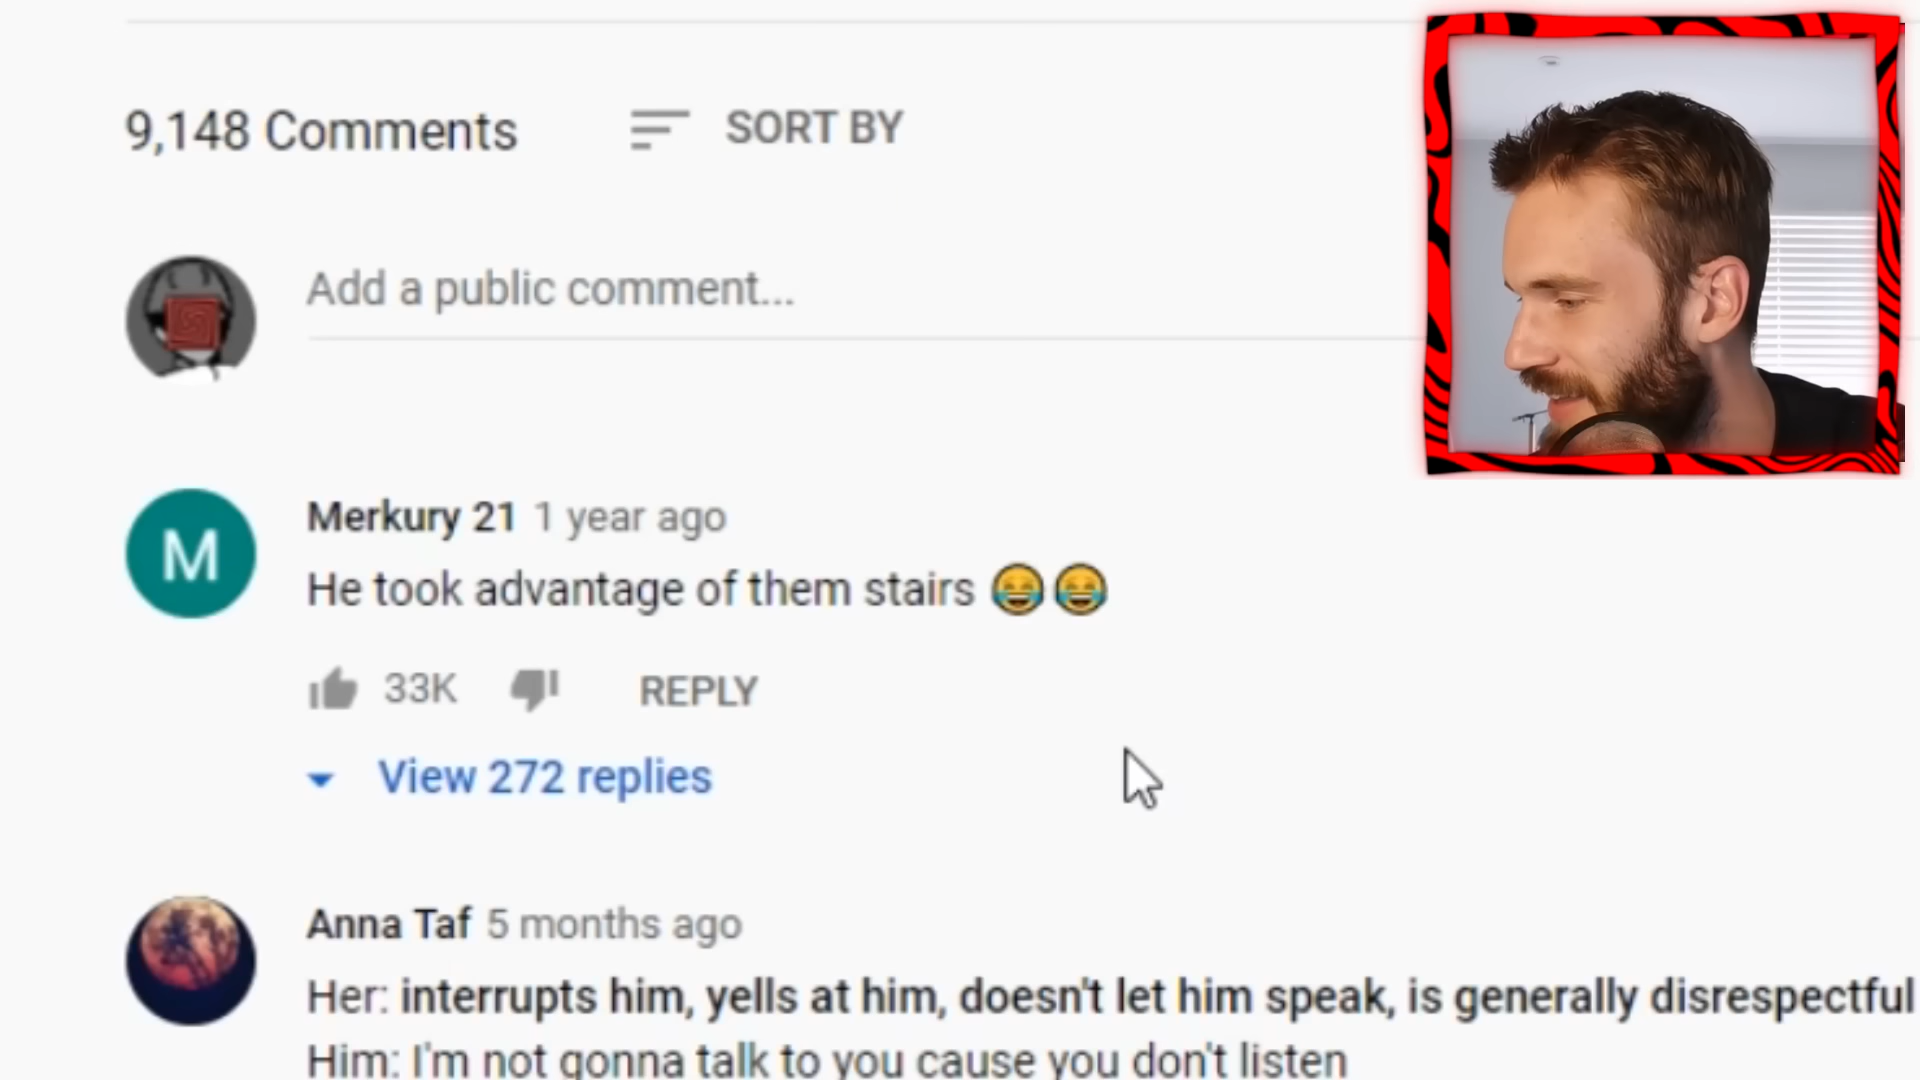 9,148 Comments
SORT BY
Add a public comment...
M
Merkury 21 1 year ago
He took advantage of them stairs 😂😂
33K
REPLY
View 272 replies
Anna Taf 5 months ago
Her: interrupts him, yells at him, doesn't let him speak, is generally disrespectful
Him: I'm not gonna talk to you cause you don't listen